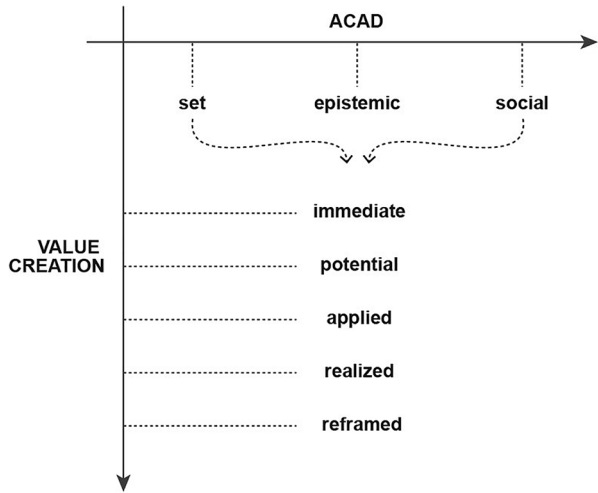 ACAD
set epistemic social
immediate
VALUE
CREATION
potential
applied
realized
reframed